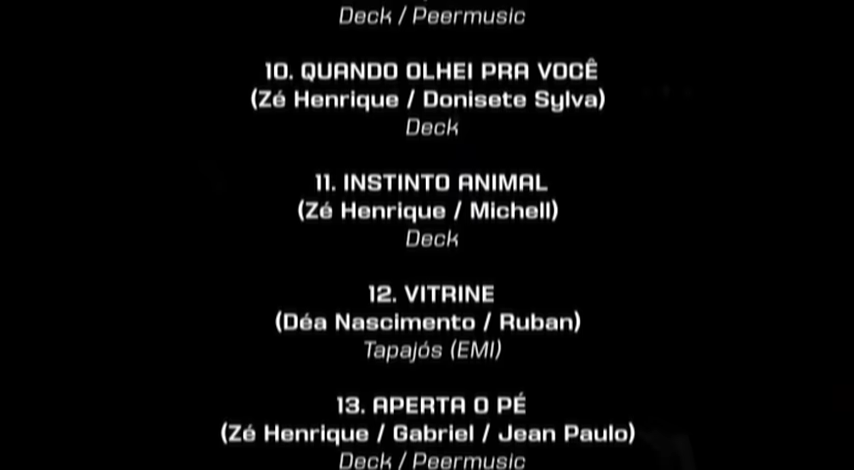 Deck / Peermusic
10. QUANDO OLHEI PRA VOCÊ
(Zé Henrique / Donisete Sylva)
Deck
11. INSTINTO ANIMAL
(Zé Henrique / Michell)
Deck
12. VITRINE
(Déa Nascimento / Ruban)
Tapajós (EMI)
13. APERTA O PÉ
(Zé Henrique / Gabriel / Jean Paulo)
Deck / Peermusic